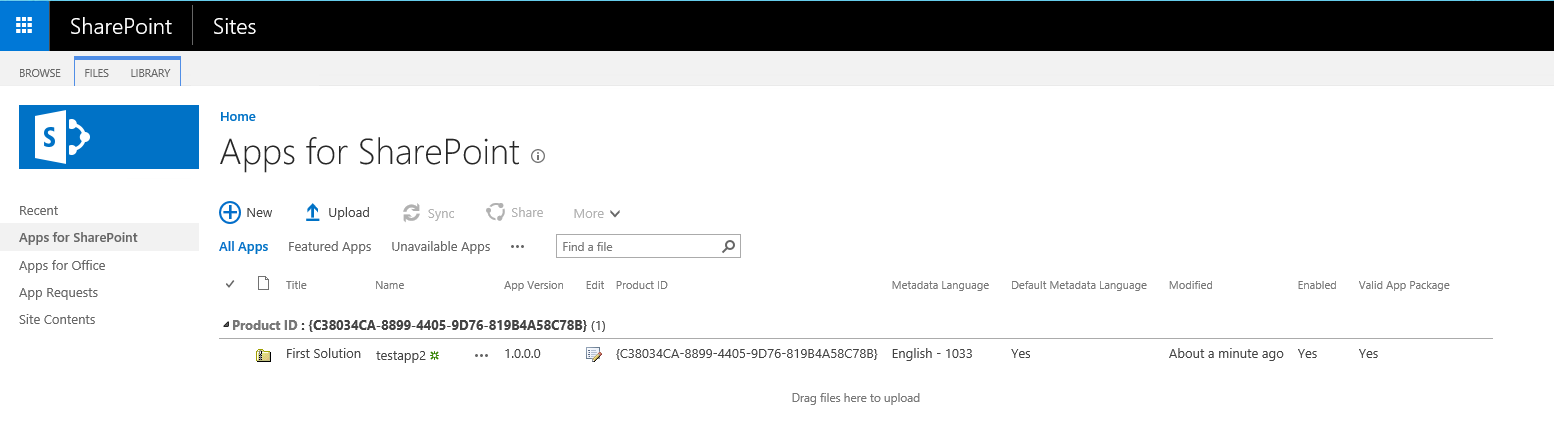 SharePoint Sites
BROWSE FILES LIBRARY
S
Home
Apps for SharePoint
Recent
Apps for SharePoint
Apps for Office
App Requests
Site Contents
New Upload Sync Share More
All Apps Featured Apps Unavailable Apps ••• Find a file
Title Name App Version Edit Product ID Metadata Language Default Metadata Language Modified Enabled Valid App Package
Product ID : {C38034CA-8899-4405-9D76-819B4A58C78B} (1)
First Solution testapp2 ••• 1.0.0.0 {C38034CA-8899-4405-9D76-819B4A58C78B} English - 1033 Yes About a minute ago Yes Yes
Drag files here to upload